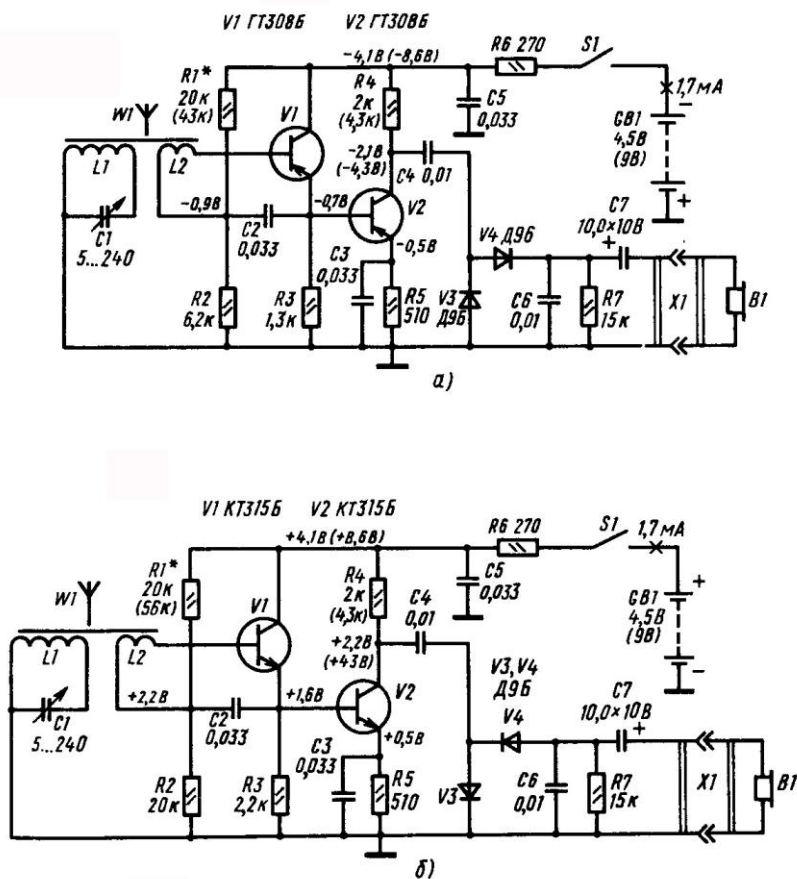 V1 ГТ308Б V2 ГТ308Б
-4,1В (-8,6В)
R6 270
S1
1,7мА
R1*
20к
(43к)
R4
2к
(4,3к)
C5
0,033
GB1
4,5В
(9В)
W1
V1
L1
L2
-2,1В
(-4,3В)
C4 0,01
-0,9В
-0,7В
V2
C1
5...240
C2
0,033
C3
0,033
-0,5В
V4 Д9Б
C7
10,0×10В
R2
6,2к
R3
1,3к
R5
510
V3
Д9Б
C6
0,01
R7
15к
X1
B1
а)
V1 КТ315Б V2 КТ315Б
+4,1В (+8,6В)
R6 270
S1
1,7мА
R1*
20к
(56к)
R4
2к
(4,3к)
C5
0,033
GB1
4,5В
(9В)
W1
V1
C4
0,01
L1
L2
+2,2В
(+43В)
V3, V4
Д9Б
+2,2В
+1,6В
V2
V4
C7
10,0×10В
C1
5...240
C2
0,033
C3
0,033
+0,5В
R2
20к
R3
2,2к
R5
510
V3
C6
0,01
R7
15к
X1
B1
б)